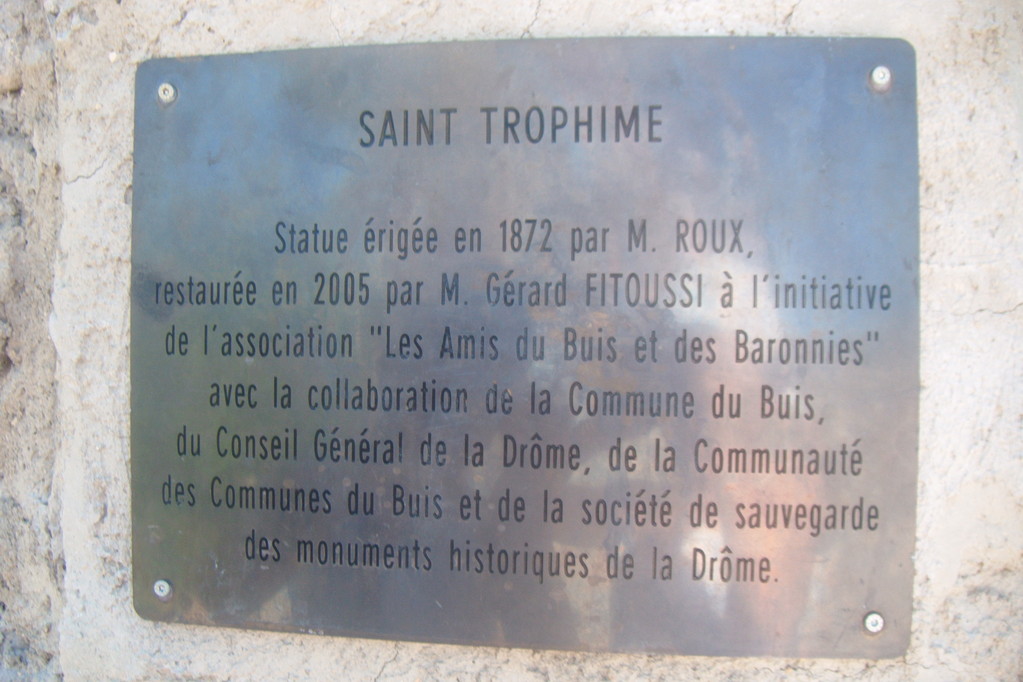 SAINT TROPHIME
Statue érigée en 1872 par M. ROUX,
restaurée en 2005 par M. Gérard FITOUSSI à l'initiative
de l'association "Les Amis du Buis et des Baronnies"
avec la collaboration de la Commune du Buis,
du Conseil Général de la Drôme, de la Communauté
des Communes du Buis et de la société de sauvegarde
des monuments historiques de la Drôme.